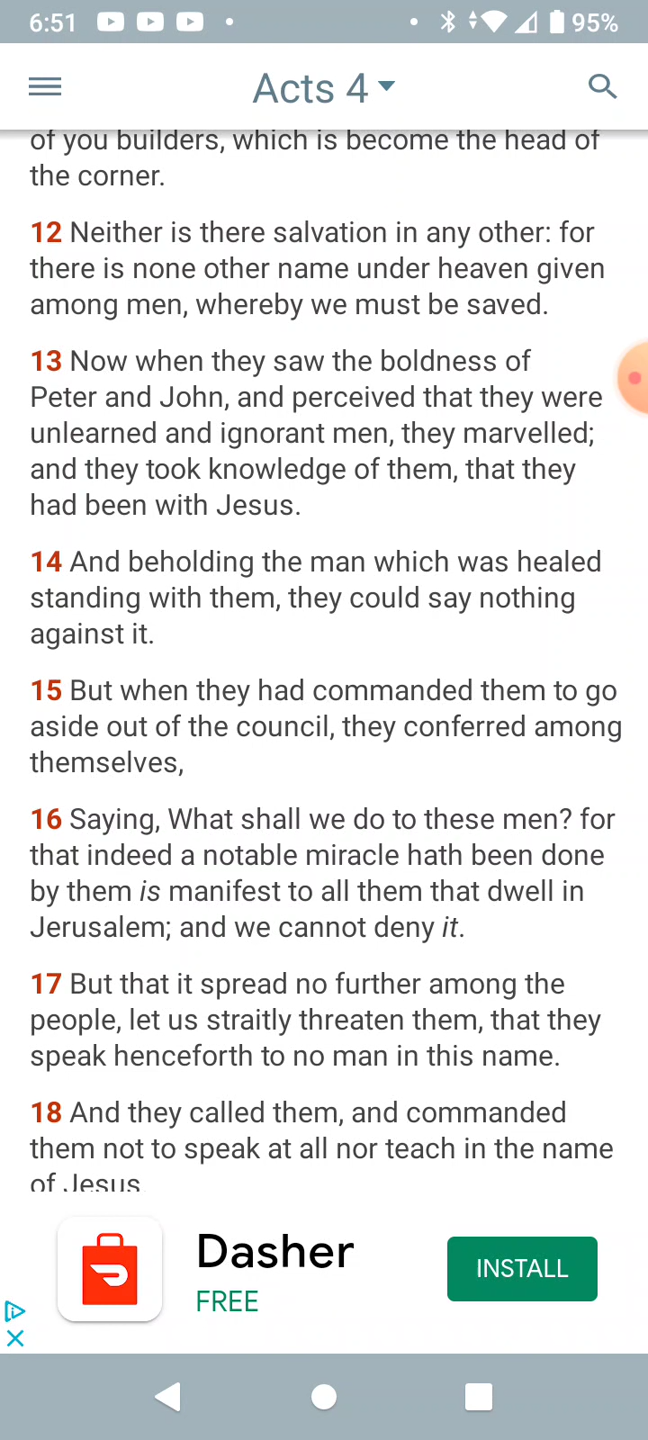 6:51
95%
Acts 4
of you builders, which is become the head of
the corner.
12 Neither is there salvation in any other: for
there is none other name under heaven given
among men, whereby we must be saved.
13 Now when they saw the boldness of
Peter and John, and perceived that they were
unlearned and ignorant men, they marvelled;
and they took knowledge of them, that they
had been with Jesus.
14 And beholding the man which was healed
standing with them, they could say nothing
against it.
15 But when they had commanded them to go
aside out of the council, they conferred among
themselves,
16 Saying, What shall we do to these men? for
that indeed a notable miracle hath been done
by them is manifest to all them that dwell in
Jerusalem; and we cannot deny it.
17 But that it spread no further among the
people, let us straitly threaten them, that they
speak henceforth to no man in this name.
18 And they called them, and commanded
them not to speak at all nor teach in the name
of Jesus.
Dasher
FREE
INSTALL